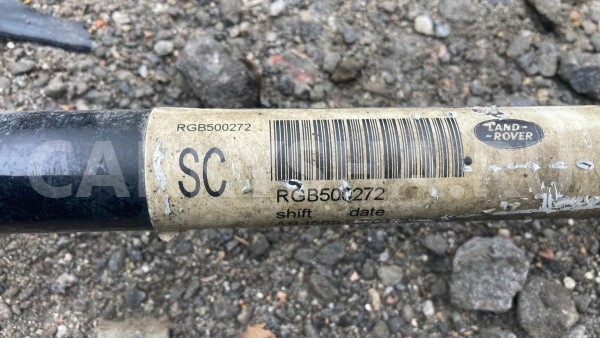 RGB500272
LAND-
-ROVER
SC
RGB500272
shift date